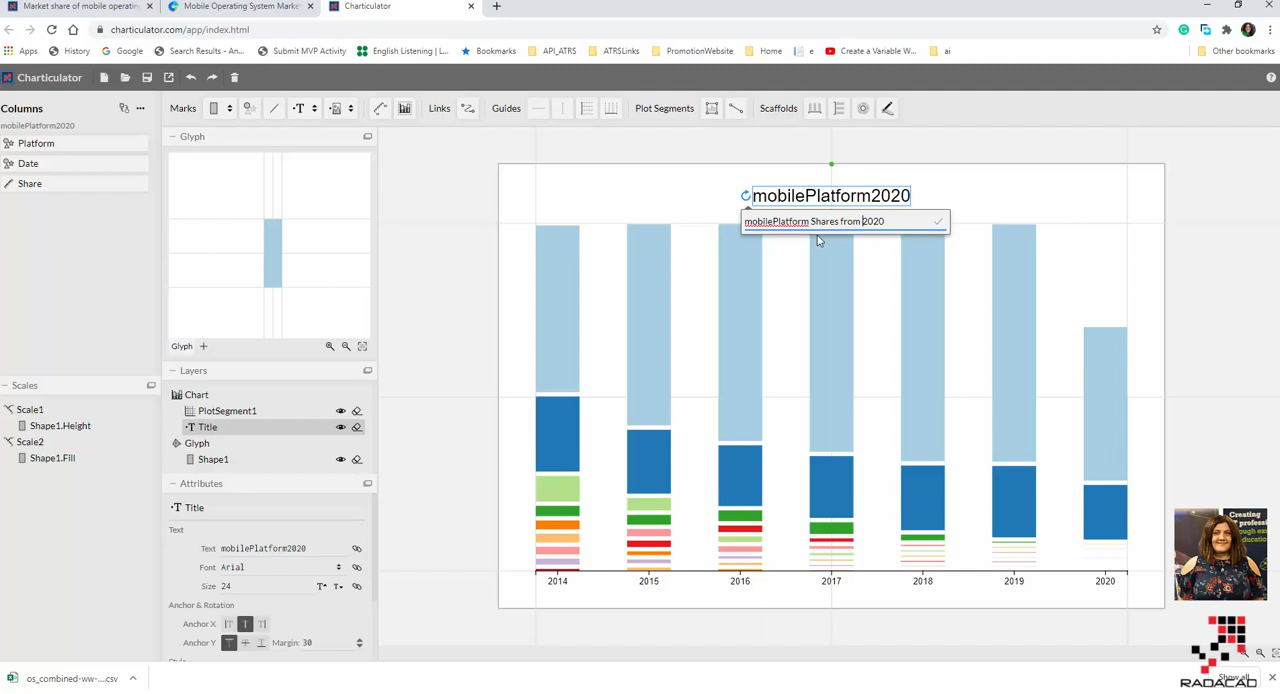 Market share of mobile operatin
Mobile Operating System Marke
Charticulator
charticulator.com/app/index.html
Apps
History
Google
Search Results - An...
Submit MVP Activity
English Listening | L...
Bookmarks
API_ATRS
ATRSLinks
PromotionWebsite
Home
e
Create a Variable W...
ai
Other bookmarks
Charticulator
Columns
mobilePlatform2020
Platform
Date
Share
Marks
Links
Guides
Plot Segments
Scaffolds
Glyph
Glyph
Layers
Chart
PlotSegment1
Title
Glyph
Shape1
Scales
Scale1
Shape1.Height
Scale2
Shape1.Fill
Attributes
Title
Text
Text mobilePlatform2020
Font Arial
Size 24
Anchor & Rotation
Anchor X
Anchor Y
Margin: 30
mobilePlatform2020
mobilePlatform Shares from 2020
2014 2015 2016 2017 2018 2019 2020
Creating
RADACAD
os_combined-ww-....csv
Show all